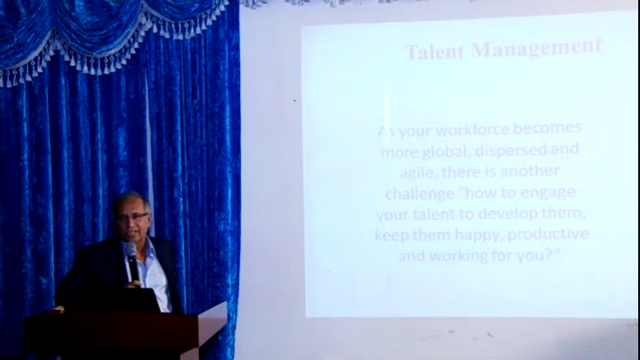 Talent Management
As your workforce becomes
more global, dispersed and
agile, there is another
challenge "how to engage
your talent to develop them,
keep them happy, productive
and working for you?"